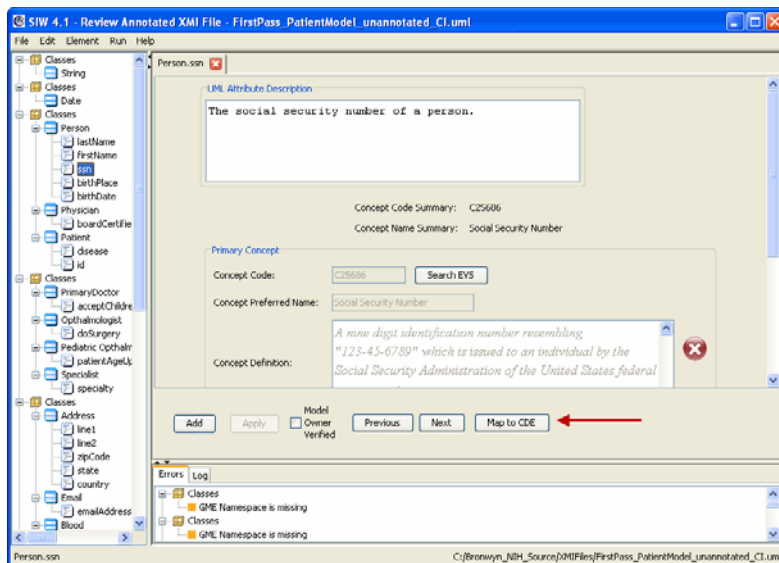 SIW 4.1 - Review Annotated XMI File - FirstPass_PatientModel_unannotated_CI.uml
File Edit Element Run Help
Classes
String
Classes
Date
Classes
Person
lastName
firstName
ssn
birthPlace
birthDate
Physician
boardCertifie
Patient
disease
id
Classes
PrimaryDoctor
acceptChildre
Opthalmologist
doSurgery
Pediatric Opthalm
patientAgeUp
Specialist
specialty
Classes
Address
line1
line2
zipCode
state
country
Email
emailAddress
Blood
Person.ssn
UML Attribute Description
The social security number of a person.
Concept Code Summary: C25686
Concept Name Summary: Social Security Number
Primary Concept
Concept Code: C25686 Search EVS
Concept Preferred Name: Social Security Number
Concept Definition:
A nine digit identification number resembling
"123-45-6789" which is issued to an individual by the
Social Security Administration of the United States federal
Add Apply Model Owner Verified Previous Next Map to CDE
Errors Log
Classes
GME Namespace is missing
Classes
GME Namespace is missing
Person.ssn C:/Bronwyn_NIH_Source/XMIFiles/FirstPass_PatientModel_unannotated_CI.um